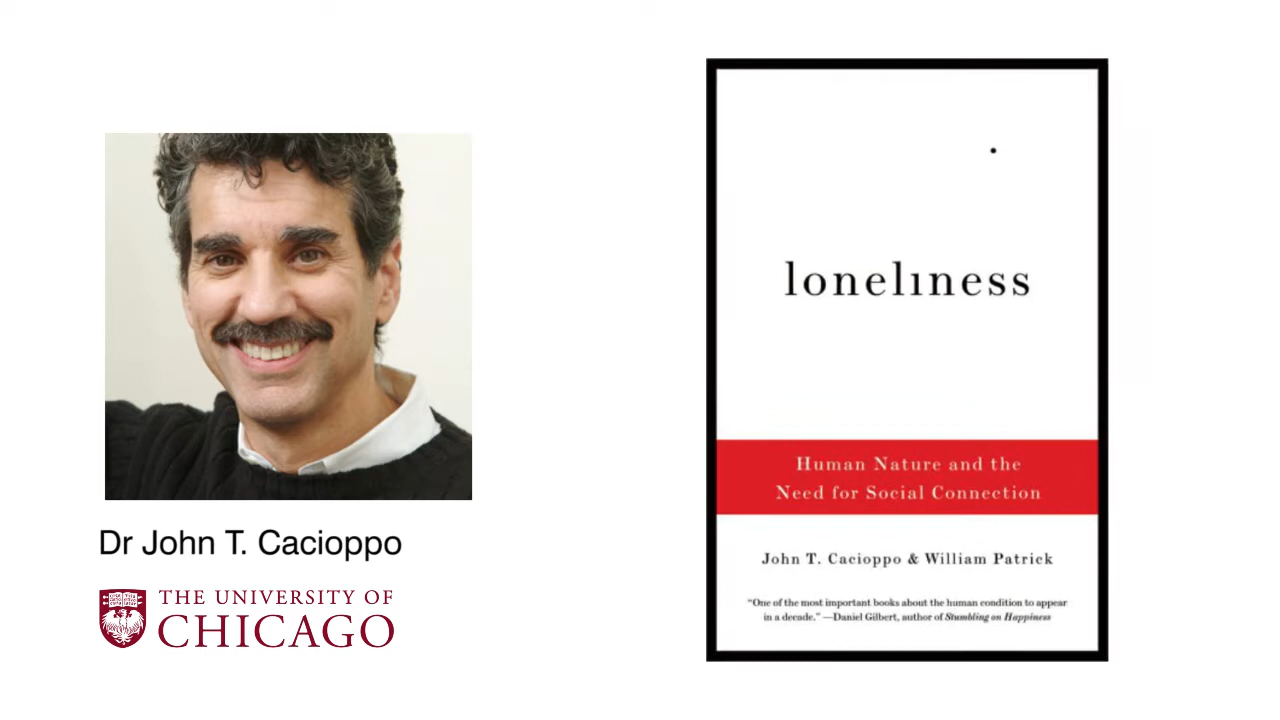 Dr John T. Cacioppo
THE UNIVERSITY OF
CHICAGO
lonelıness
Human Nature and the
Need for Social Connection
John T. Cacioppo & William Patrick
“One of the most important books about the human condition to appear
in a decade.” —Daniel Gilbert, author of Stumbling on Happiness